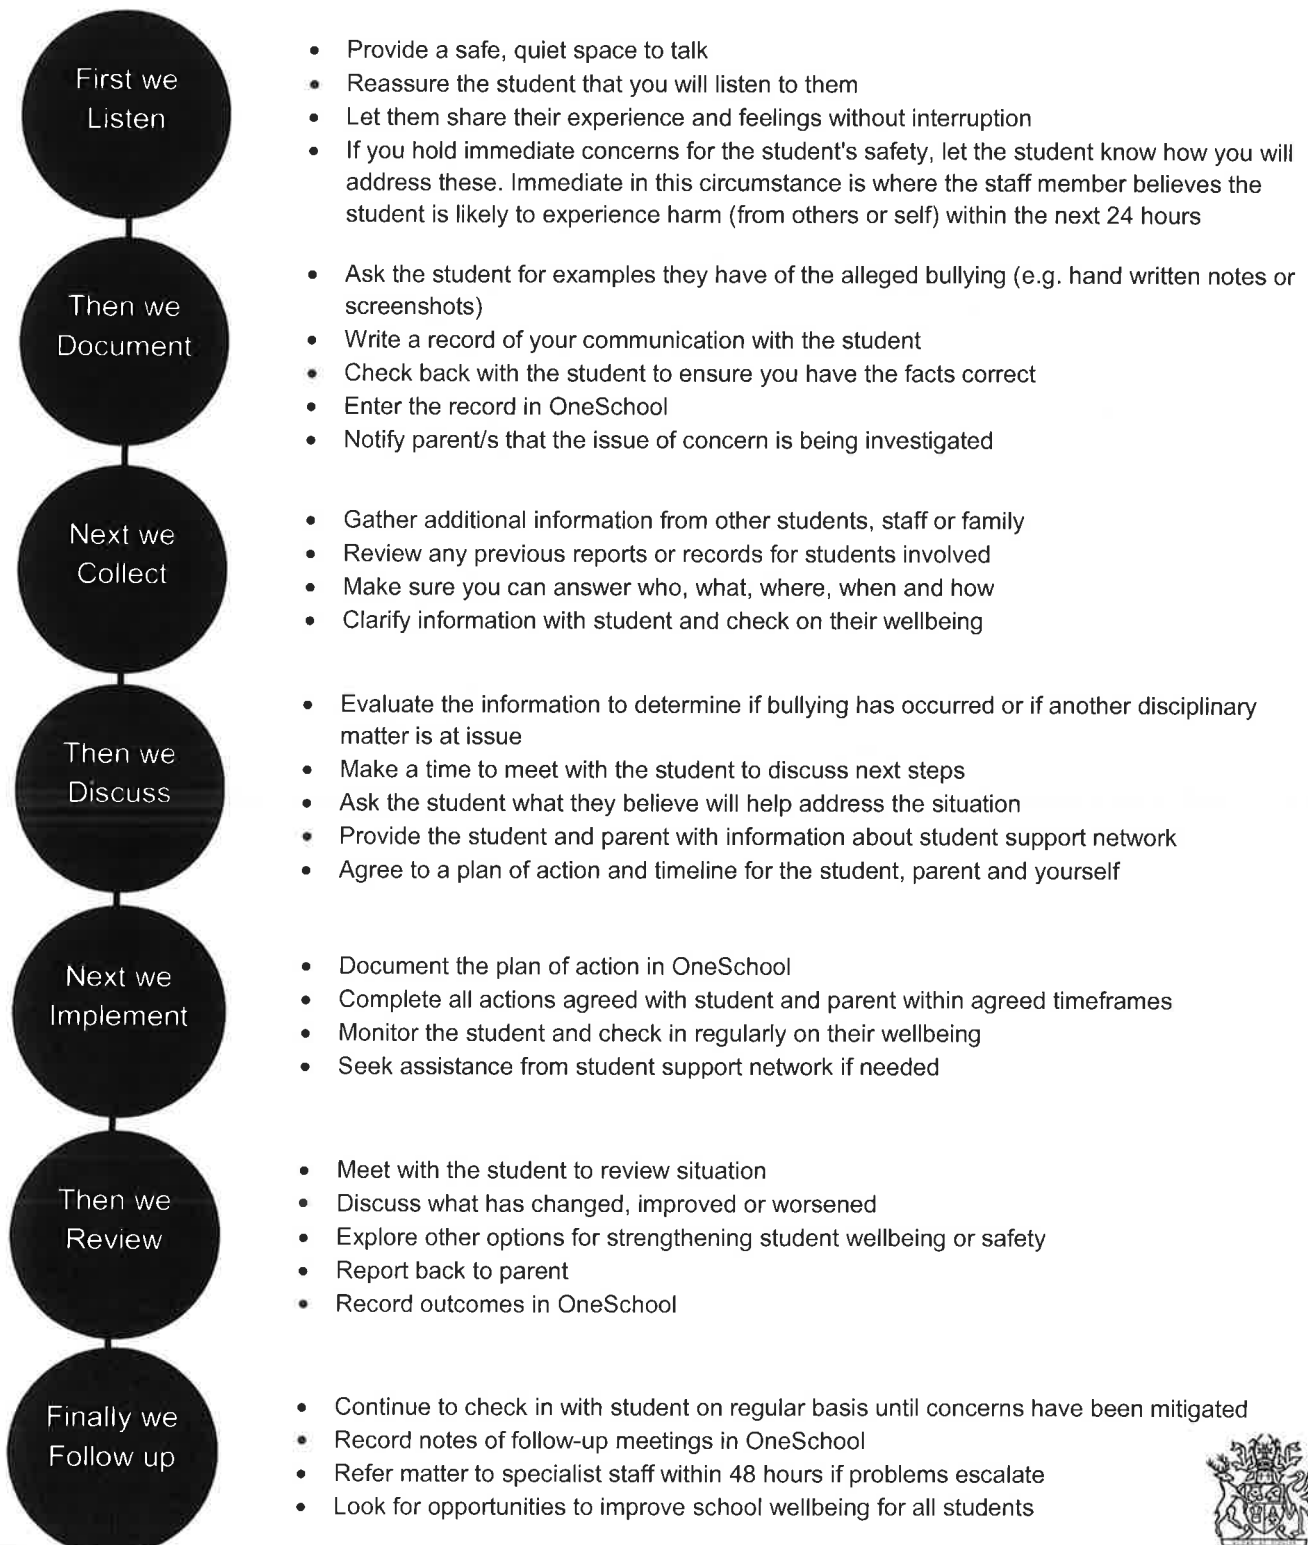 First we
Listen
• Provide a safe, quiet space to talk
• Reassure the student that you will listen to them
• Let them share their experience and feelings without interruption
• If you hold immediate concerns for the student's safety, let the student know how you will
address these. Immediate in this circumstance is where the staff member believes the
student is likely to experience harm (from others or self) within the next 24 hours
Then we
Document
• Ask the student for examples they have of the alleged bullying (e.g. hand written notes or
screenshots)
• Write a record of your communication with the student
• Check back with the student to ensure you have the facts correct
• Enter the record in OneSchool
• Notify parent/s that the issue of concern is being investigated
Next we
Collect
• Gather additional information from other students, staff or family
• Review any previous reports or records for students involved
• Make sure you can answer who, what, where, when and how
• Clarify information with student and check on their wellbeing
Then we
Discuss
• Evaluate the information to determine if bullying has occurred or if another disciplinary
matter is at issue
• Make a time to meet with the student to discuss next steps
• Ask the student what they believe will help address the situation
• Provide the student and parent with information about student support network
• Agree to a plan of action and timeline for the student, parent and yourself
Next we
Implement
• Document the plan of action in OneSchool
• Complete all actions agreed with student and parent within agreed timeframes
• Monitor the student and check in regularly on their wellbeing
• Seek assistance from student support network if needed
Then we
Review
• Meet with the student to review situation
• Discuss what has changed, improved or worsened
• Explore other options for strengthening student wellbeing or safety
• Report back to parent
• Record outcomes in OneSchool
Finally we
Follow up
• Continue to check in with student on regular basis until concerns have been mitigated
• Record notes of follow-up meetings in OneSchool
• Refer matter to specialist staff within 48 hours if problems escalate
• Look for opportunities to improve school wellbeing for all students